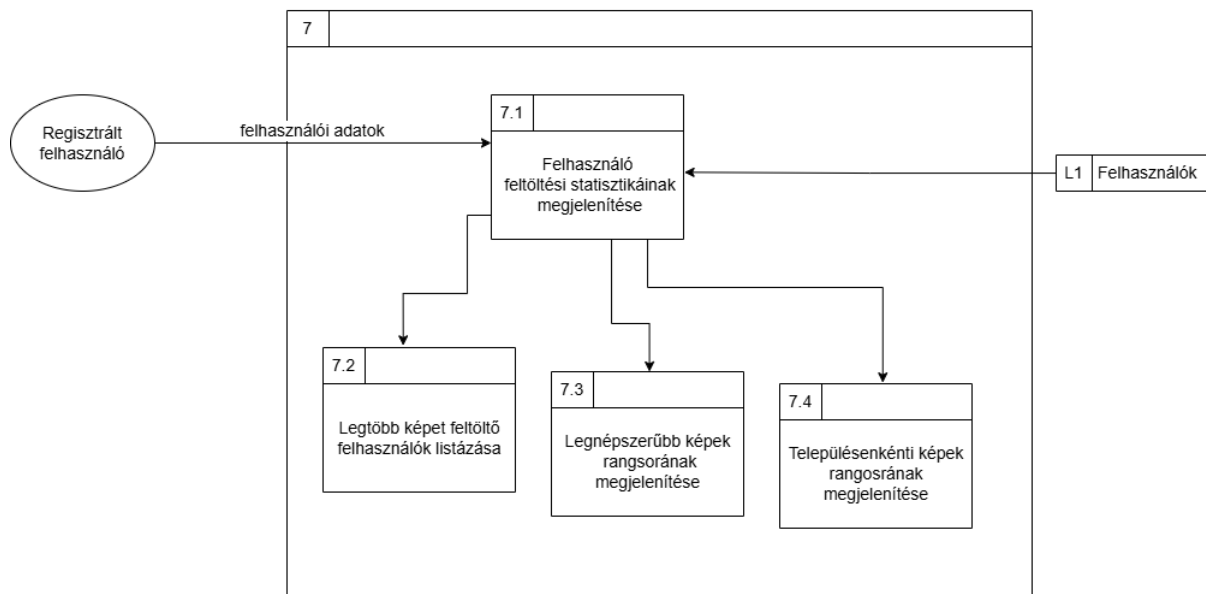 7
7.1
Regisztrált
felhasználó
felhasználói adatok
Felhasználó
feltöltési statisztikáinak
megjelenítése
L1 Felhasználók
7.2
Legtöbb képet feltöltő
felhasználók listázása
7.3
Legnépszerűbb képek
rangsorának
megjelenítése
7.4
Településenkénti képek
rangosrának
megjelenítése